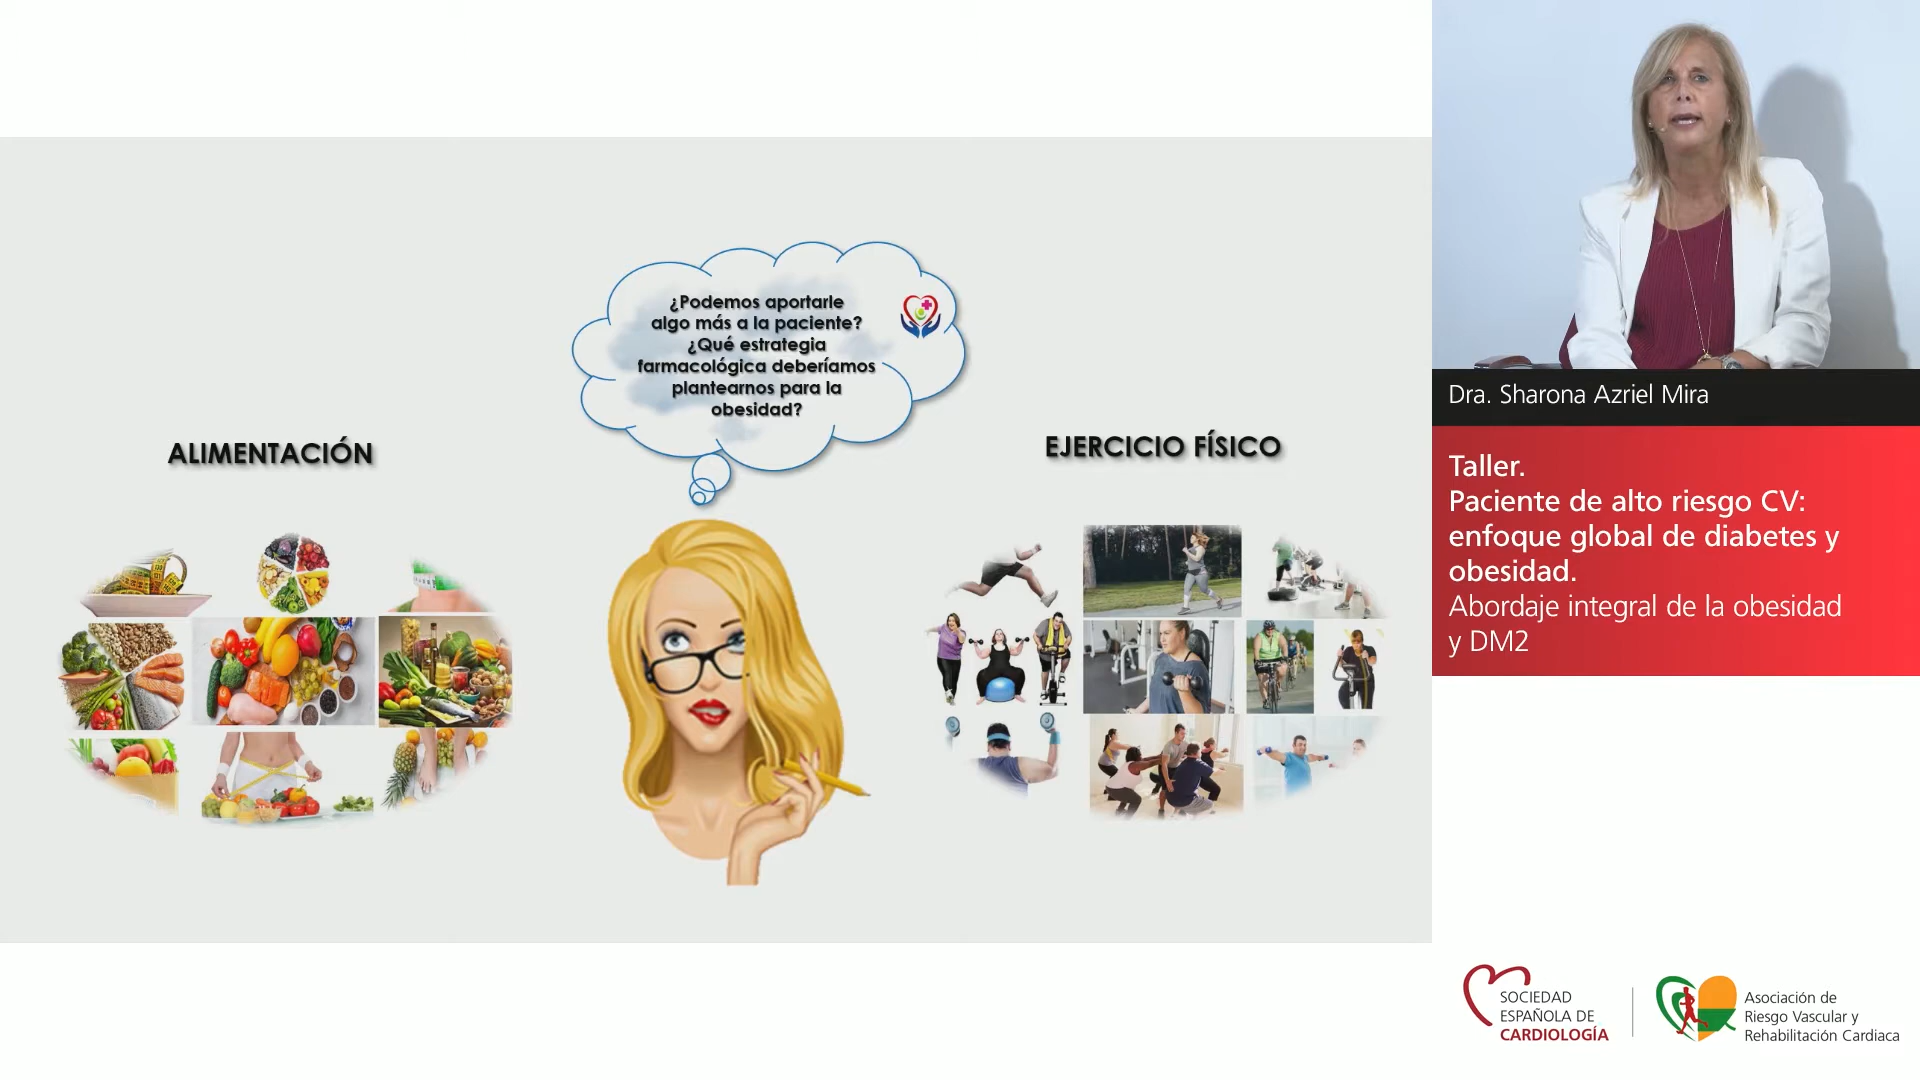 ¿Podemos aportarle
algo más a la paciente?
¿Qué estrategia
farmacológica deberíamos
plantearnos para la
obesidad?
ALIMENTACIÓN
EJERCICIO FÍSICO
Dra. Sharona Azriel Mira
Taller.
Paciente de alto riesgo CV:
enfoque global de diabetes y
obesidad.
Abordaje integral de la obesidad
y DM2
SOCIEDAD
ESPAÑOLA DE
CARDIOLOGÍA
Asociación de
Riesgo Vascular y
Rehabilitación Cardiaca